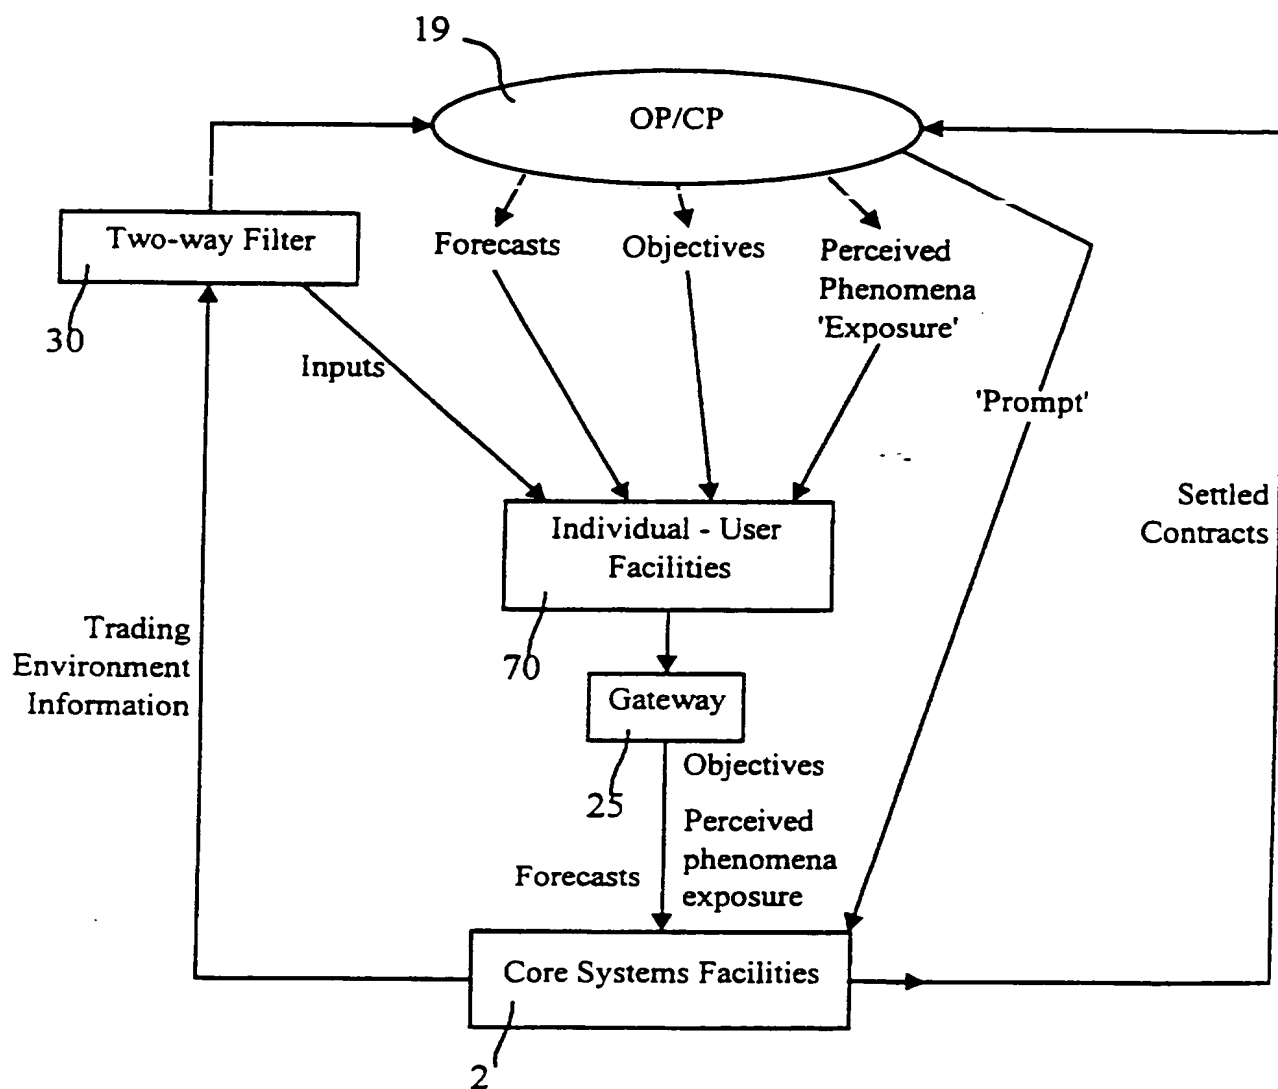 19
OP/CP
Two-way Filter
30
Forecasts
Objectives
Perceived
Phenomena
'Exposure'
Inputs
'Prompt'
Settled
Contracts
Individual - User
Facilities
70
Trading
Environment
Information
Gateway
25
Objectives
Perceived
phenomena
exposure
Forecasts
Core Systems Facilities
2